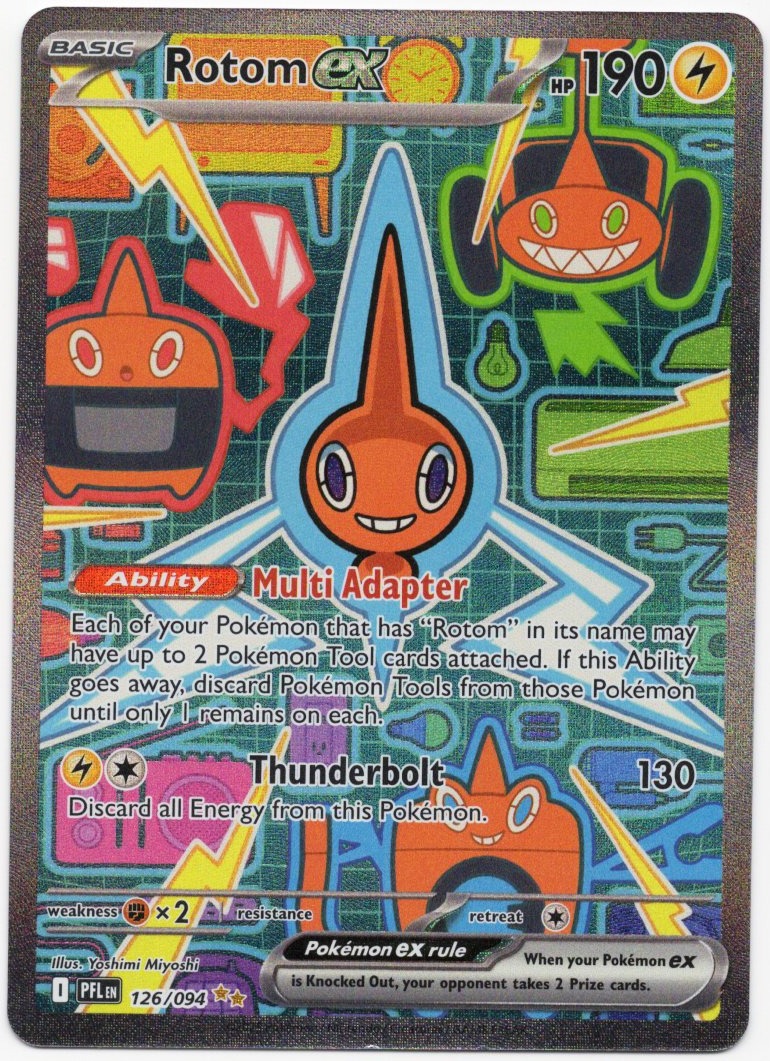 BASIC
Rotom ex
HP 190
Ability Multi Adapter
Each of your Pokémon that has “Rotom” in its name may
have up to 2 Pokémon Tool cards attached. If this Ability
goes away, discard Pokémon Tools from those Pokémon
until only 1 remains on each.
Thunderbolt 130
Discard all Energy from this Pokémon.
weakness ×2 resistance retreat
Illus. Yoshimi Miyoshi
Pokémon ex rule
When your Pokémon ex
is Knocked Out, your opponent takes 2 Prize cards.
I PFL EN 126/094